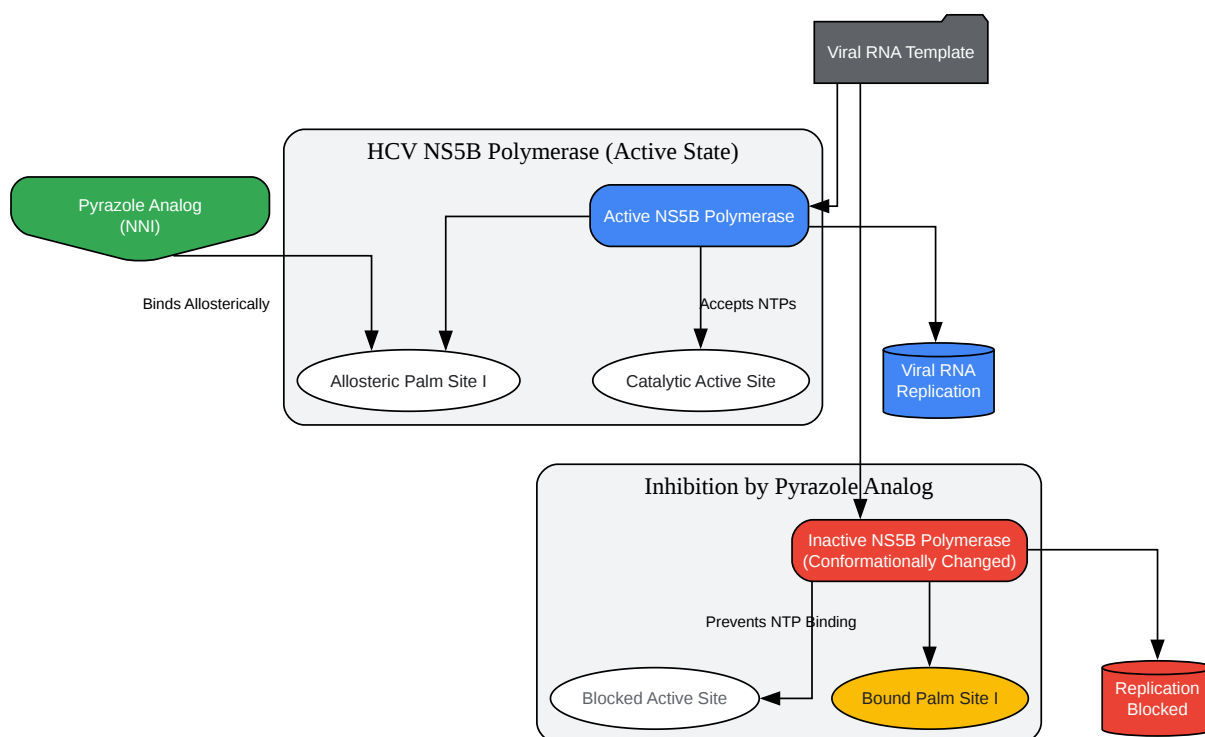 Viral RNA Template
HCV NS5B Polymerase (Active State)
Pyrazole Analog
(NNI)
Active NS5B Polymerase
Binds Allosterically
Accepts NTPs
Allosteric Palm Site I
Catalytic Active Site
Viral RNA
Replication
Inhibition by Pyrazole Analog
Inactive NS5B Polymerase
(Conformationally Changed)
Prevents NTP Binding
Blocked Active Site
Bound Palm Site I
Replication
Blocked